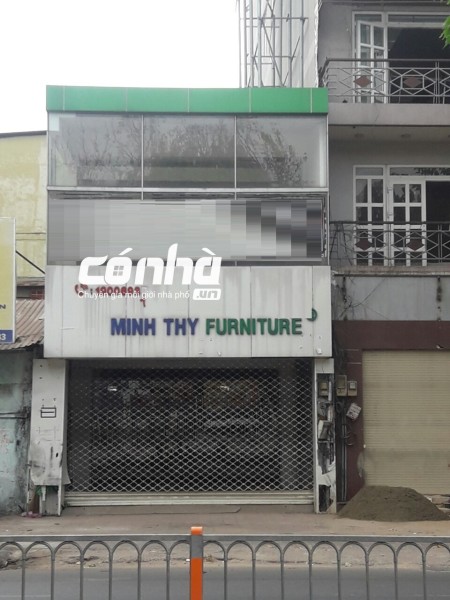 cónhà
.vn
Chuyên gia môi giới nhà phố
MINH THY FURNITURE